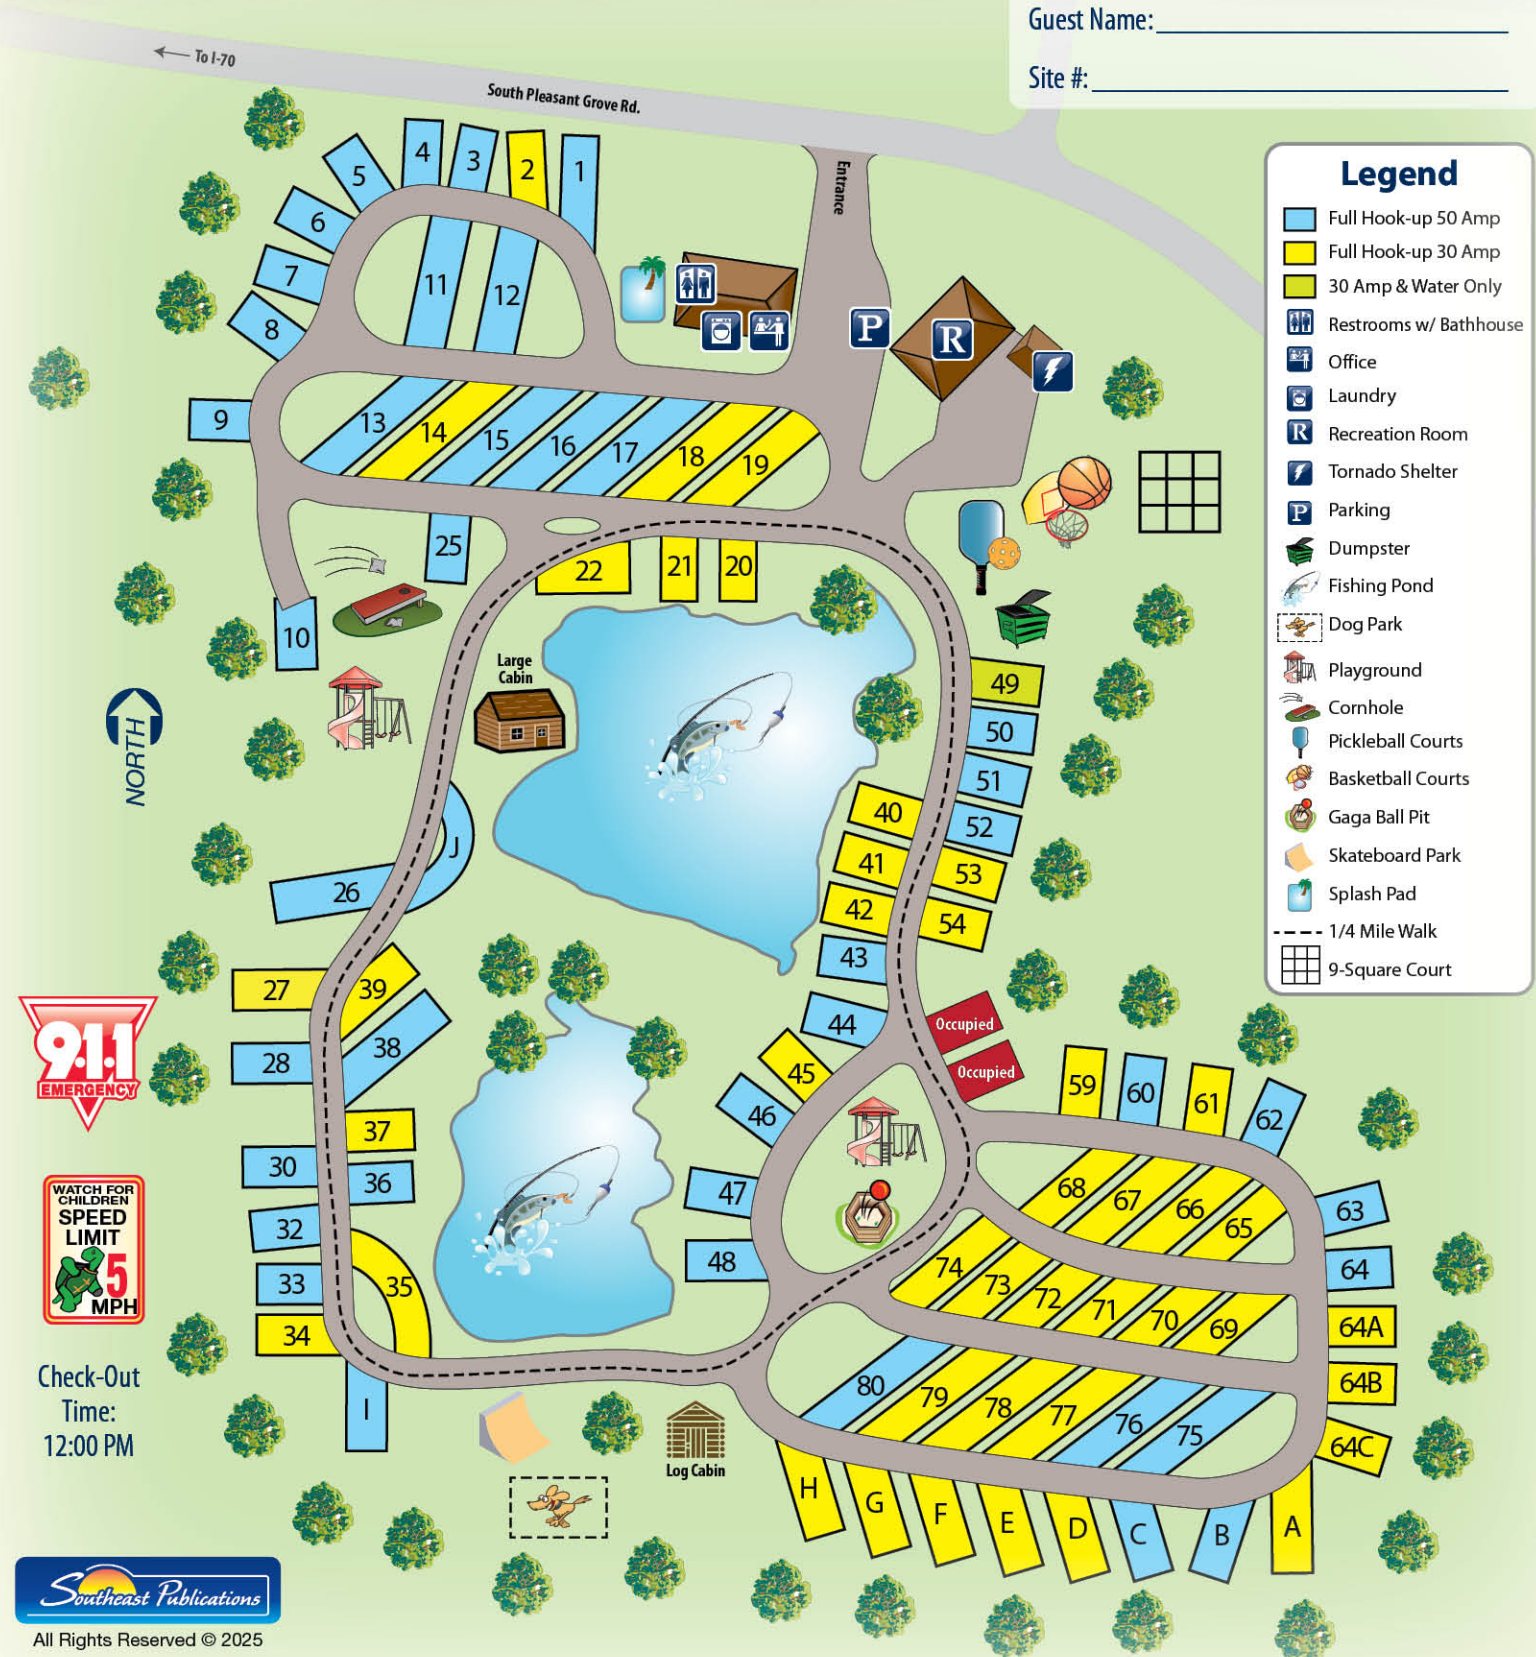 Guest Name:
Site #:
To I-70
South Pleasant Grove Rd.
Entrance
5
4
3
2
1
6
7
8
11
12
9
13
14
15
16
17
18
19
P
R
25
22
21
20
10
Large
Cabin
NORTH
49
50
51
52
53
54
40
41
42
43
44
45
46
47
48
J
26
27
39
28
38
37
30
36
32
33
35
34
I
Occupied
Occupied
59
60
61
62
63
64
64A
64B
64C
68
67
66
65
74
73
72
71
70
69
80
79
78
77
76
75
H
G
F
E
D
C
B
A
Log Cabin
9.1.1
EMERGENCY
WATCH FOR
CHILDREN
SPEED
LIMIT
5
MPH
Check-Out
Time:
12:00 PM
Legend
Full Hook-up 50 Amp
Full Hook-up 30 Amp
30 Amp & Water Only
Restrooms w/ Bathhouse
Office
Laundry
R Recreation Room
Tornado Shelter
P Parking
Dumpster
Fishing Pond
Dog Park
Playground
Cornhole
Pickleball Courts
Basketball Courts
Gaga Ball Pit
Skateboard Park
Splash Pad
1/4 Mile Walk
9-Square Court
Southeast Publications
All Rights Reserved © 2025